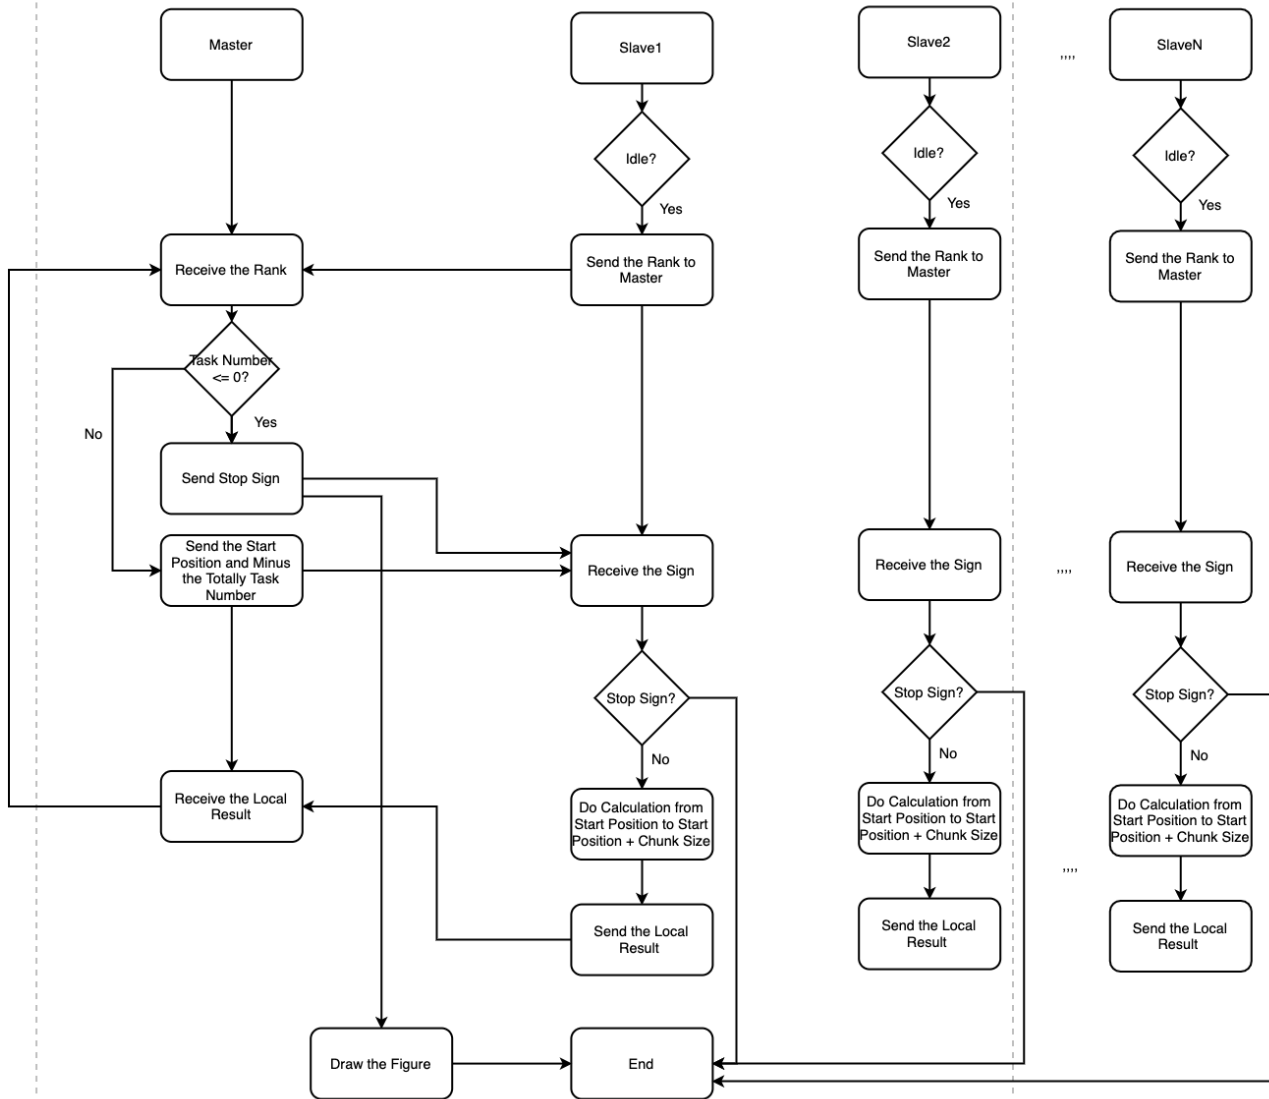 Master
Slave1
Slave2
,,,,
SlaveN
Idle?
Idle?
Idle?
Yes
Yes
Yes
Receive the Rank
Send the Rank to
Master
Send the Rank to
Master
Send the Rank to
Master
Task Number
<= 0?
No
Yes
Send Stop Sign
Send the Start
Position and Minus
the Totally Task
Number
Receive the Sign
Receive the Sign
,,,,
Receive the Sign
Stop Sign?
Stop Sign?
Stop Sign?
No
No
No
Receive the Local
Result
Do Calculation from
Start Position to Start
Position + Chunk Size
Do Calculation from
Start Position to Start
Position + Chunk Size
Do Calculation from
Start Position to Start
Position + Chunk Size
,,,,
Send the Local
Result
Send the Local
Result
Send the Local
Result
Draw the Figure
End